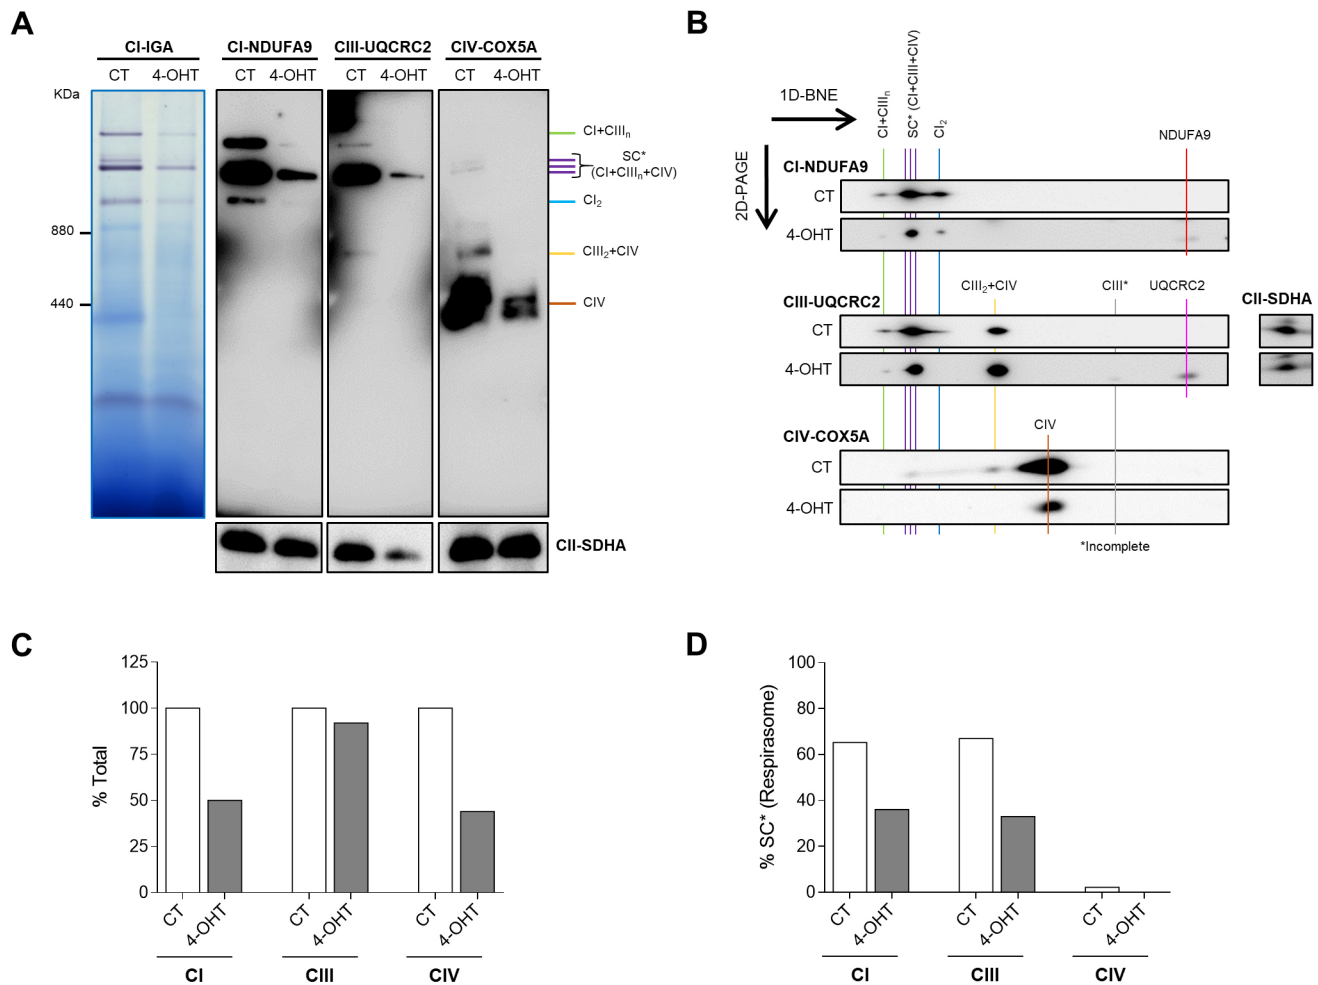 A
CI-IGA
CI-NDUFA9
CIII-UQCRC2
CIV-COX5A
CT 4-OHT
CT 4-OHT
CT 4-OHT
CT 4-OHT
KDa
880
440
CI+CIIIn
SC*
(CI+CIIIn+CIV)
CI2
CIII2+CIV
CIV
CII-SDHA
B
1D-BNE
2D-PAGE
CI+CIIIn
SC* (CI+CIII+CIV)
CI2
NDUFA9
CI-NDUFA9
CT
4-OHT
CIII2+CIV
CIII*
UQCRC2
CIII-UQCRC2
CII-SDHA
CT
4-OHT
CIV
CIV-COX5A
CT
4-OHT
*Incomplete
C
% Total
125
100
75
50
25
0
CT
4-OHT
CT
4-OHT
CT
4-OHT
CI
CIII
CIV
D
% SC* (Respirasome)
100
80
60
40
20
0
CT
4-OHT
CT
4-OHT
CT
4-OHT
CI
CIII
CIV